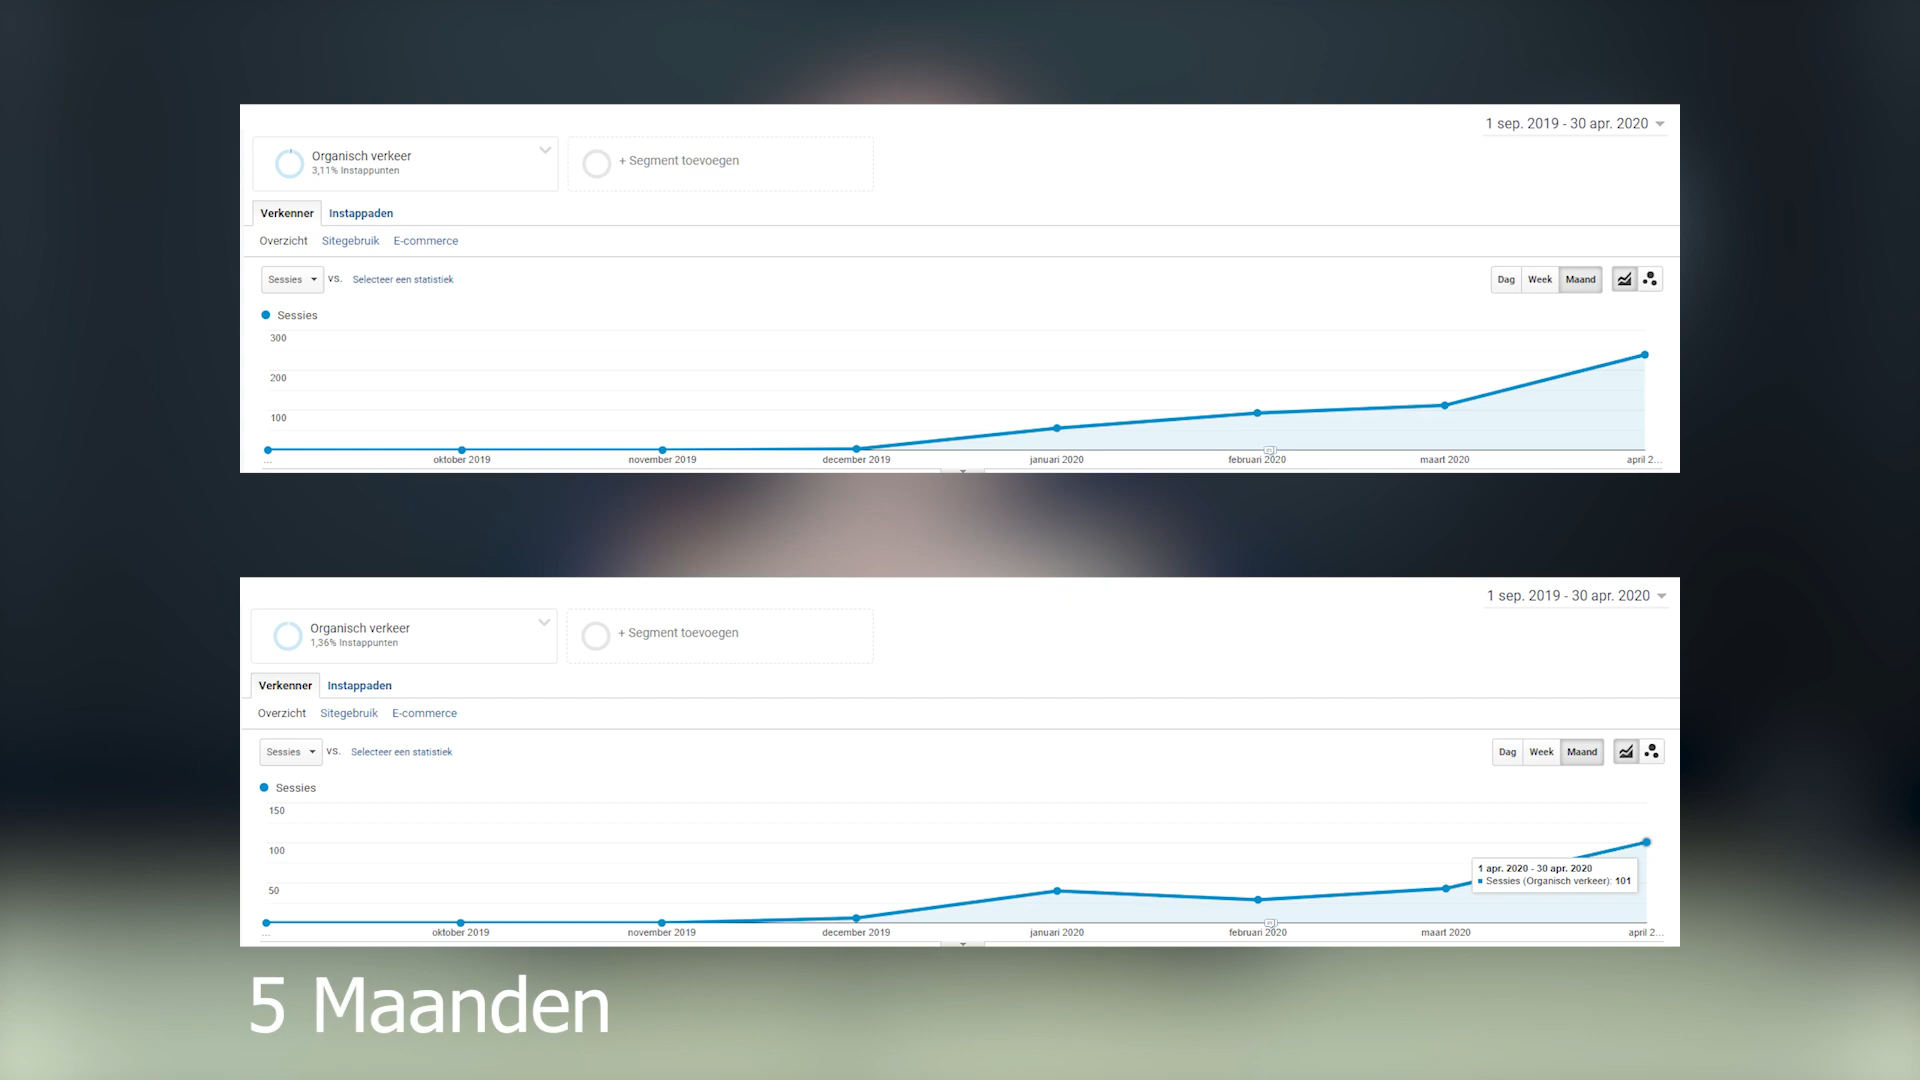 1 sep. 2019 - 30 apr. 2020
Organisch verkeer
3,11% Instappunten
+ Segment toevoegen
Verkenner Instappaden
Overzicht Sitegebruik E-commerce
Sessies vs. Selecteer een statistiek Dag Week Maand
Sessies
300
200
100
... oktober 2019 november 2019 december 2019 januari 2020 februari 2020 maart 2020 april 2...
1 sep. 2019 - 30 apr. 2020
Organisch verkeer
1,36% Instappunten
+ Segment toevoegen
Verkenner Instappaden
Overzicht Sitegebruik E-commerce
Sessies vs. Selecteer een statistiek Dag Week Maand
Sessies
150
100
50
1 apr. 2020 - 30 apr. 2020
Sessies (Organisch verkeer): 101
... oktober 2019 november 2019 december 2019 januari 2020 februari 2020 maart 2020 april 2...
5 Maanden